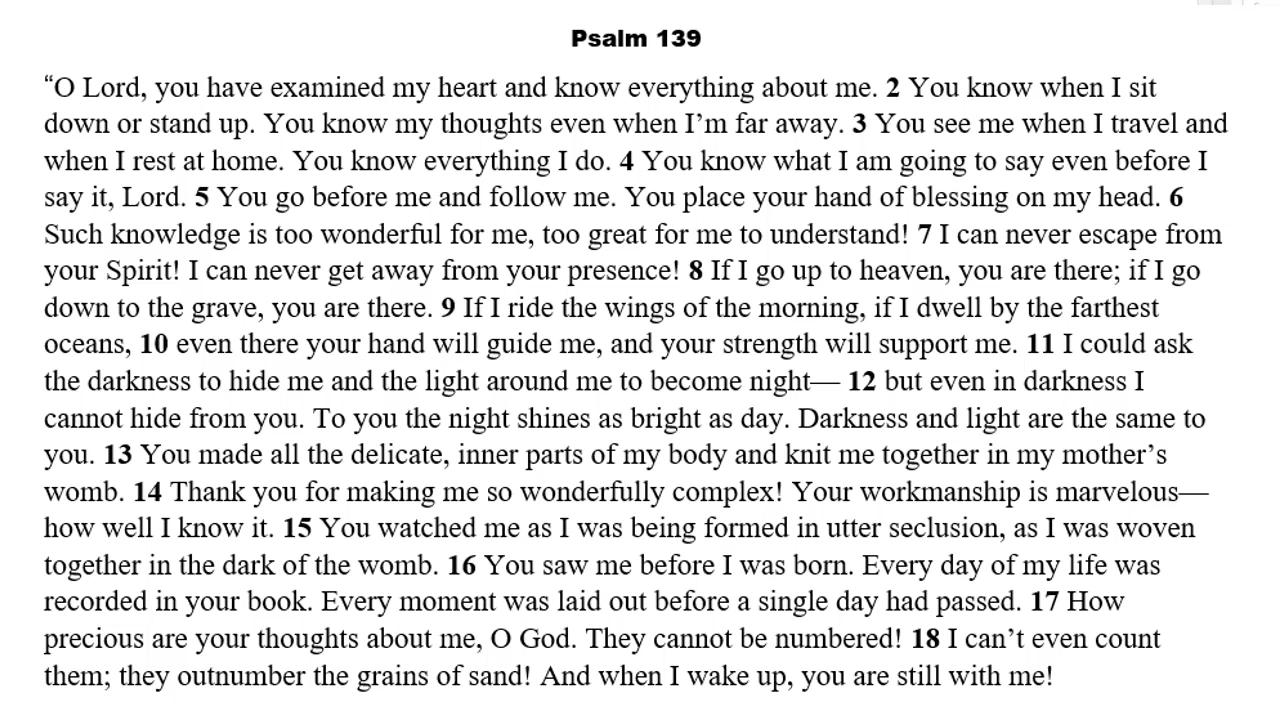 Psalm 139
“O Lord, you have examined my heart and know everything about me. 2 You know when I sit
down or stand up. You know my thoughts even when I’m far away. 3 You see me when I travel and
when I rest at home. You know everything I do. 4 You know what I am going to say even before I
say it, Lord. 5 You go before me and follow me. You place your hand of blessing on my head. 6
Such knowledge is too wonderful for me, too great for me to understand! 7 I can never escape from
your Spirit! I can never get away from your presence! 8 If I go up to heaven, you are there; if I go
down to the grave, you are there. 9 If I ride the wings of the morning, if I dwell by the farthest
oceans, 10 even there your hand will guide me, and your strength will support me. 11 I could ask
the darkness to hide me and the light around me to become night— 12 but even in darkness I
cannot hide from you. To you the night shines as bright as day. Darkness and light are the same to
you. 13 You made all the delicate, inner parts of my body and knit me together in my mother’s
womb. 14 Thank you for making me so wonderfully complex! Your workmanship is marvelous—
how well I know it. 15 You watched me as I was being formed in utter seclusion, as I was woven
together in the dark of the womb. 16 You saw me before I was born. Every day of my life was
recorded in your book. Every moment was laid out before a single day had passed. 17 How
precious are your thoughts about me, O God. They cannot be numbered! 18 I can’t even count
them; they outnumber the grains of sand! And when I wake up, you are still with me!